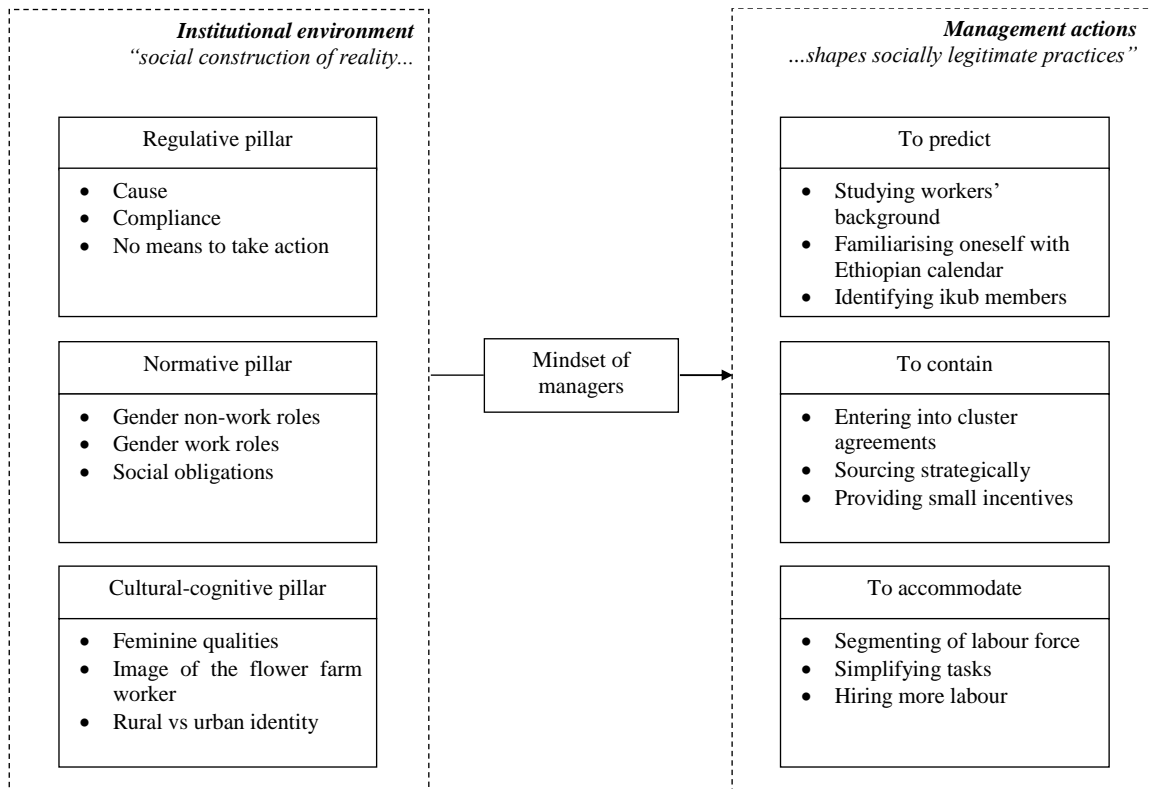 Institutional environment
“social construction of reality...
Regulative pillar
• Cause
• Compliance
• No means to take action
Normative pillar
• Gender non-work roles
• Gender work roles
• Social obligations
Cultural-cognitive pillar
• Feminine qualities
• Image of the flower farm
worker
• Rural vs urban identity
Mindset of
managers
Management actions
...shapes socially legitimate practices”
To predict
• Studying workers’
background
• Familiarising oneself with
Ethiopian calendar
• Identifying ikub members
To contain
• Entering into cluster
agreements
• Sourcing strategically
• Providing small incentives
To accommodate
• Segmenting of labour force
• Simplifying tasks
• Hiring more labour